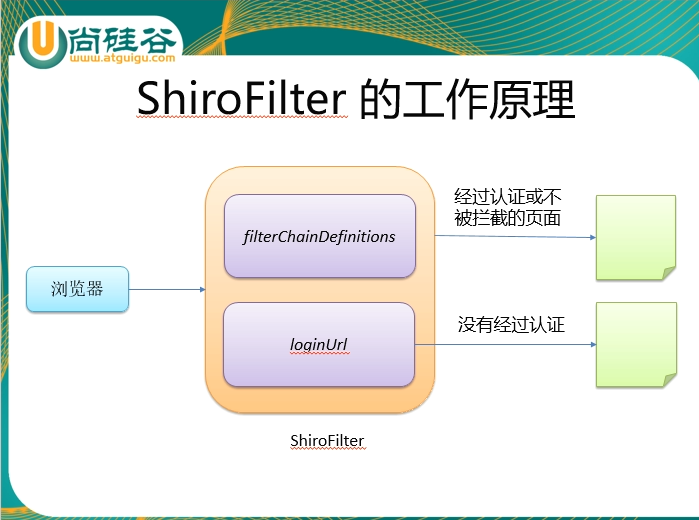 尚硅谷
www.atguigu.com
ShiroFilter 的工作原理
经过认证或不
被拦截的页面
filterChainDefinitions
浏览器
没有经过认证
loginUrl
ShiroFilter